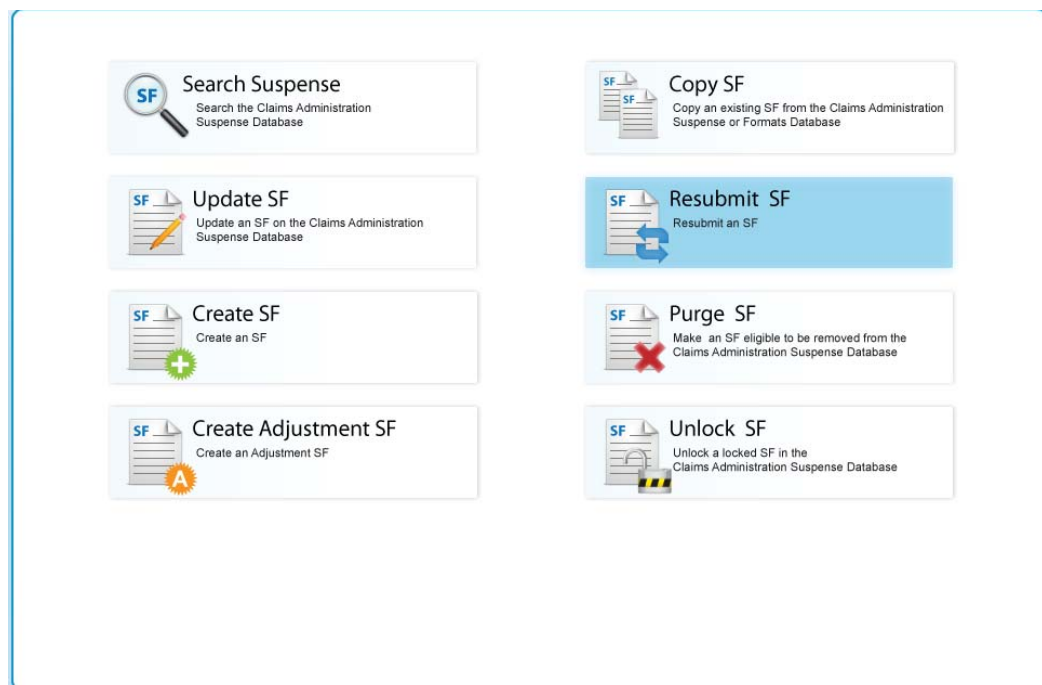 SF
Search Suspense
Search the Claims Administration
Suspense Database
SF
Update SF
Update an SF on the Claims Administration
Suspense Database
SF
Create SF
Create an SF
SF
Create Adjustment SF
Create an Adjustment SF
A
SF
SF
Copy SF
Copy an existing SF from the Claims Administration
Suspense or Formats Database
SF
Resubmit SF
Resubmit an SF
SF
Purge SF
Make an SF eligible to be removed from the
Claims Administration Suspense Database
SF
Unlock SF
Unlock a locked SF in the
Claims Administration Suspense Database